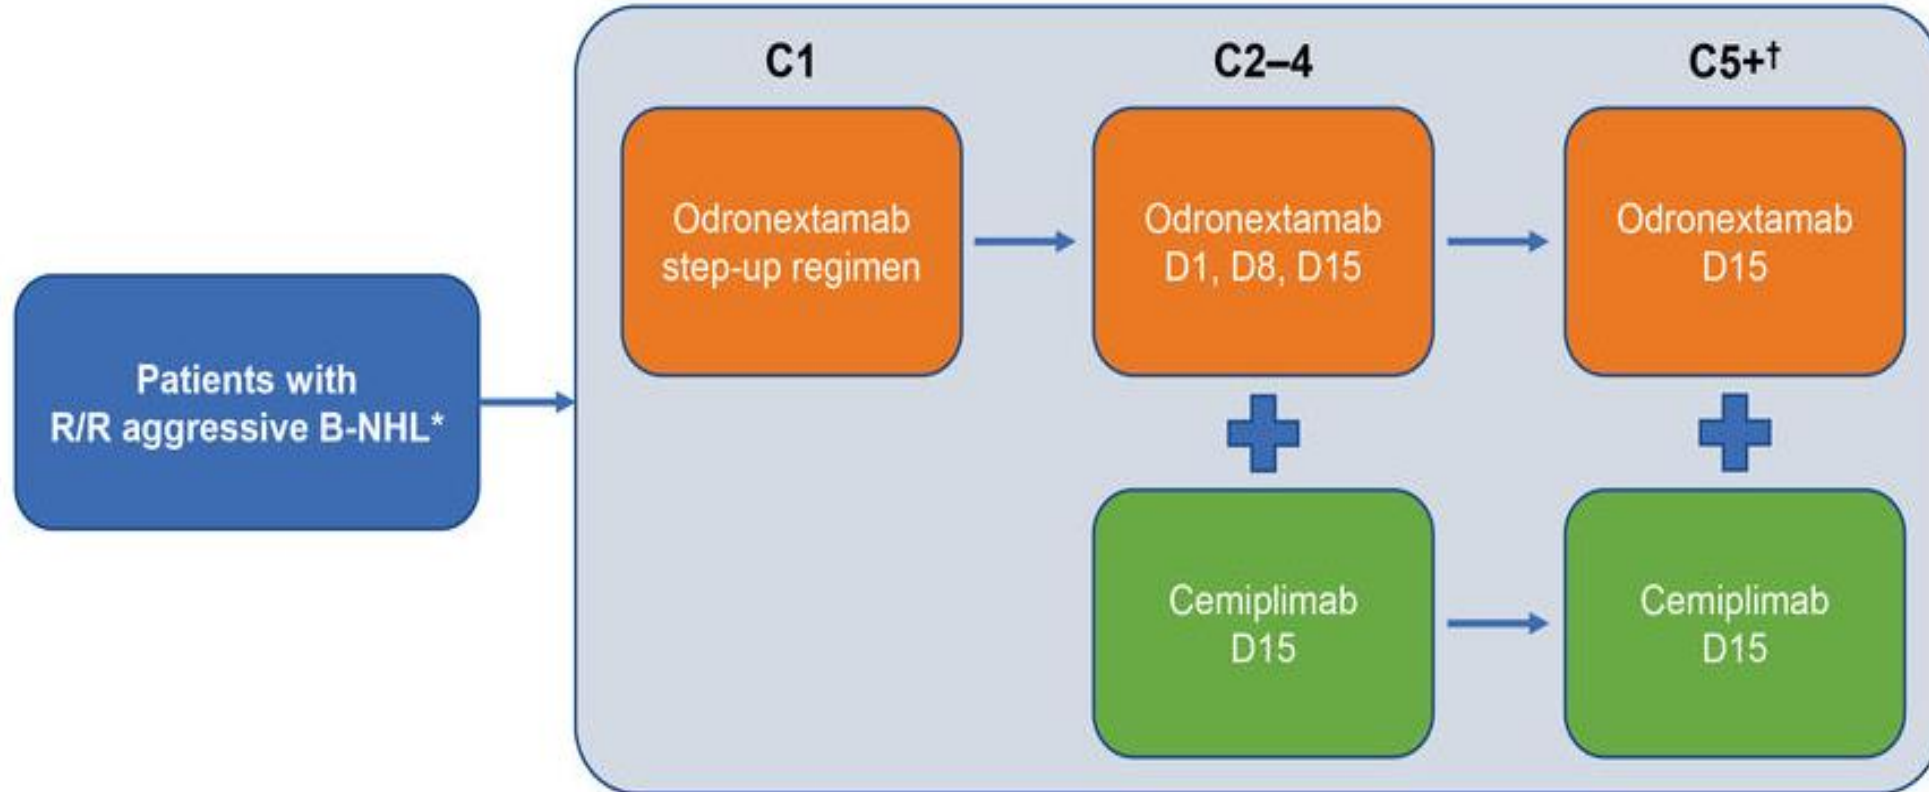 C1
C2–4
C5+†
Odronextamab
step-up regimen
Odronextamab
D1, D8, D15
Odronextamab
D15
Patients with
R/R aggressive B-NHL*
Cemiplimab
D15
Cemiplimab
D15